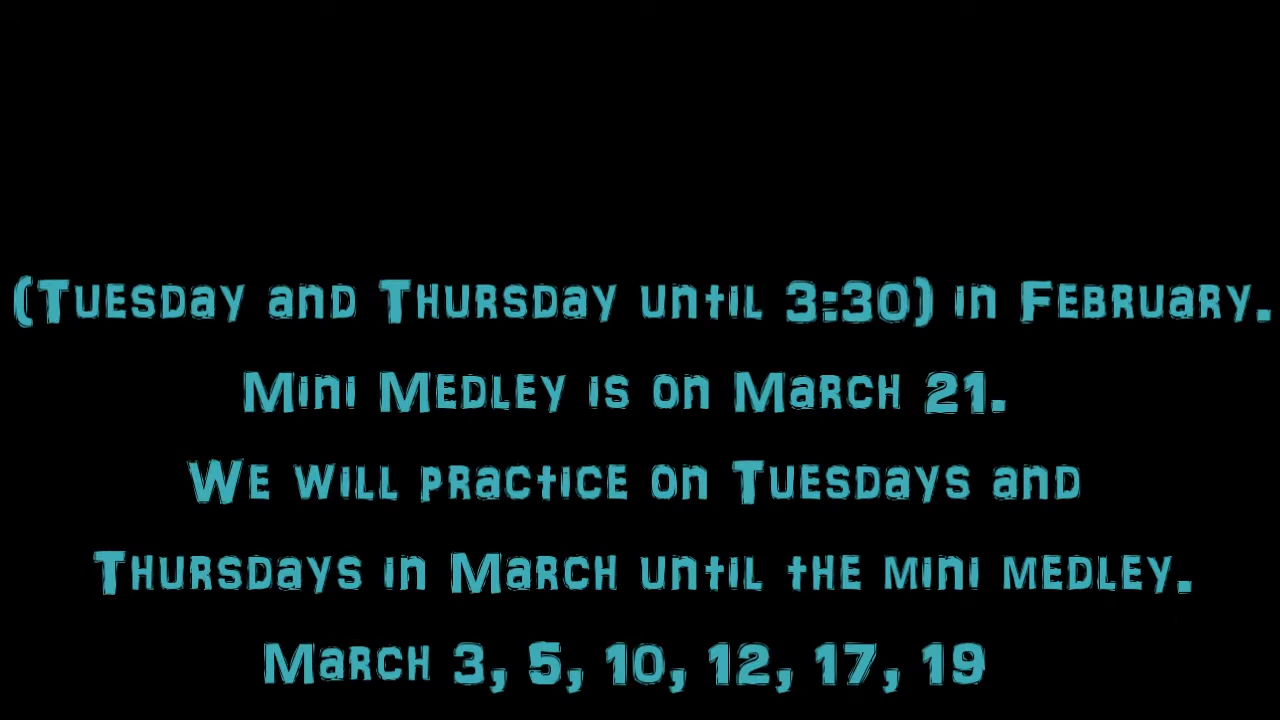 (Tuesday and Thursday until 3:30) in February.
Mini Medley is on March 21.
We will practice on Tuesdays and
Thursdays in March until the mini medley.
March 3, 5, 10, 12, 17, 19